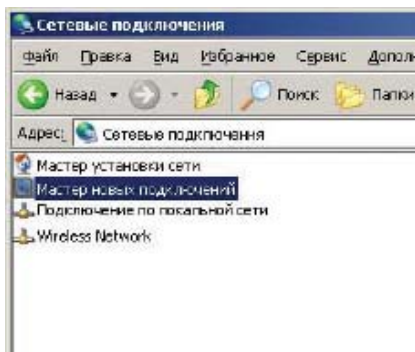 Сетевые подключения
Файл Правка Вид Избранное Сервис Дополн
Назад Поиск Папки
Адрес: Сетевые подключения
Мастер установки сети
Мастер новых подключений
Подключение по локальной сети
Wireless Network